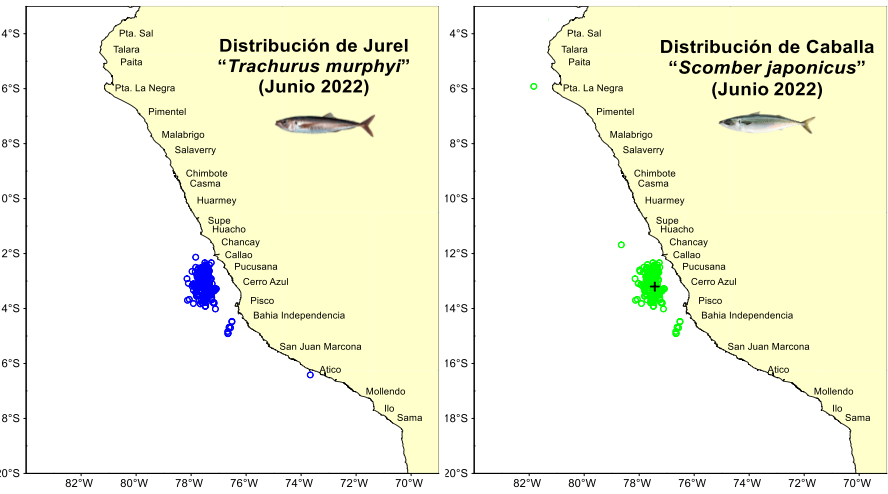 4°S
6°S
8°S
0°S
2°S
4°S
6°S
8°S
20°S
82°W
80°W
78°W
76°W
74°W
72°W
70°W
Distribución de Jurel
“Trachurus murphyi”
(Junio 2022)
Pta. Sal
Talara
Paita
Pta. La Negra
Pimentel
Malabrigo
Salaverry
Chimbote
Casma
Huarmey
Supe
Huacho
Chancay
Callao
Pucusana
Cerro Azul
Pisco
Bahia Independencia
San Juan Marcona
Atico
Mollendo
Ilo
Sama
4°S
6°S
8°S
10°S
12°S
14°S
16°S
18°S
20°S
82°W
80°W
78°W
76°W
74°W
72°W
70°W
Distribución de Caballa
“Scomber japonicus”
(Junio 2022)
Pta. Sal
Talara
Paita
Pta. La Negra
Pimentel
Malabrigo
Salaverry
Chimbote
Casma
Huarmey
Supe
Huacho
Chancay
Callao
Pucusana
Cerro Azul
Pisco
Bahia Independencia
San Juan Marcona
Atico
Mollendo
Ilo
Sama